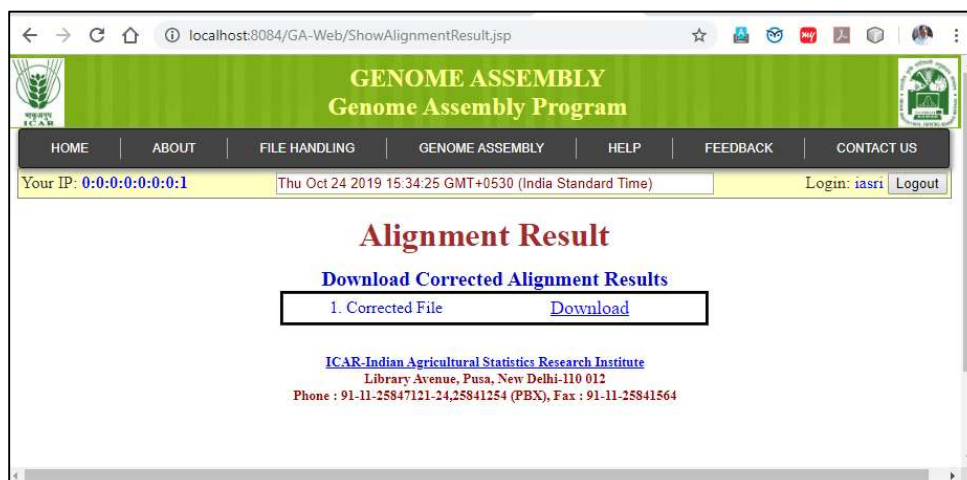 localhost:8084/GA-Web/ShowAlignmentResult.jsp
GENOME ASSEMBLY
Genome Assembly Program
ICAR
HOME ABOUT FILE HANDLING GENOME ASSEMBLY HELP FEEDBACK CONTACT US
Your IP: 0:0:0:0:0:0:0:1 Thu Oct 24 2019 15:34:25 GMT+0530 (India Standard Time) Login: iasri Logout
Alignment Result
Download Corrected Alignment Results
1. Corrected File Download
ICAR-Indian Agricultural Statistics Research Institute
Library Avenue, Pusa, New Delhi-110 012
Phone : 91-11-25847121-24,25841254 (PBX), Fax : 91-11-25841564